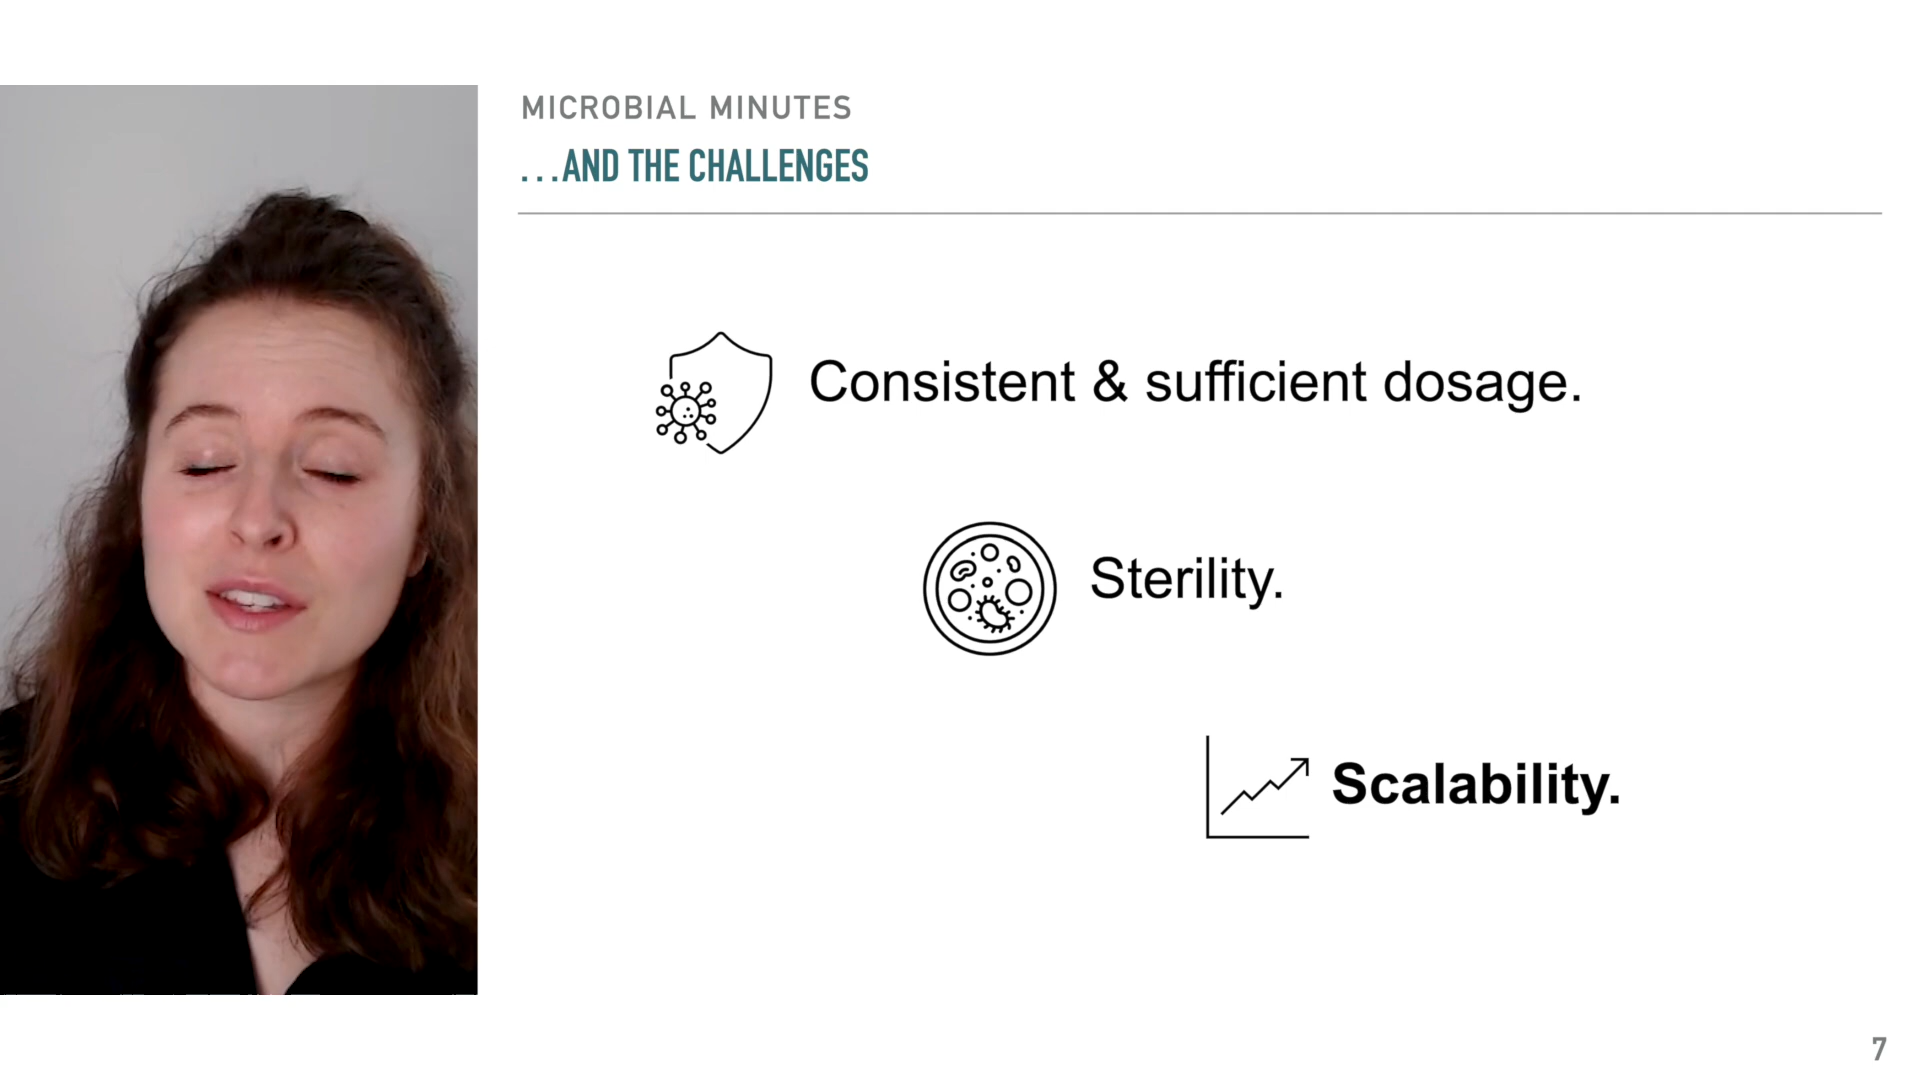 MICROBIAL MINUTES
...AND THE CHALLENGES
Consistent & sufficient dosage.
Sterility.
Scalability.
7